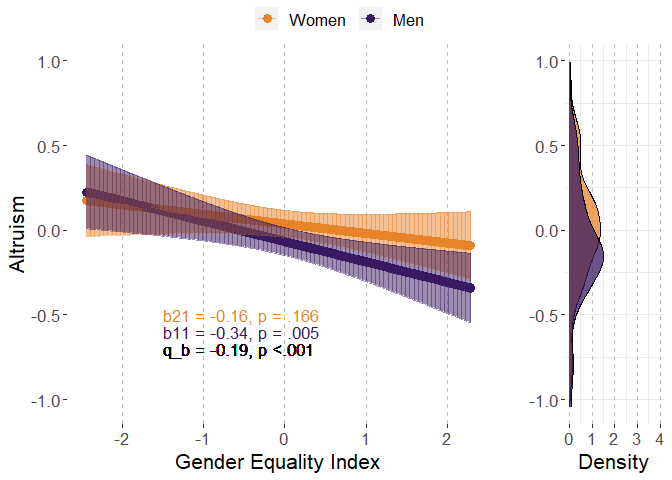 Women Men
1.0
0.5
0.0
-0.5
-1.0
Altruism
b21 = -0.16, p = .166
b11 = -0.34, p = .005
q_b = -0.19, p <.001
-2 -1 0 1 2
Gender Equality Index
1.0
0.5
0.0
-0.5
-1.0
0 1 2 3 4
Density